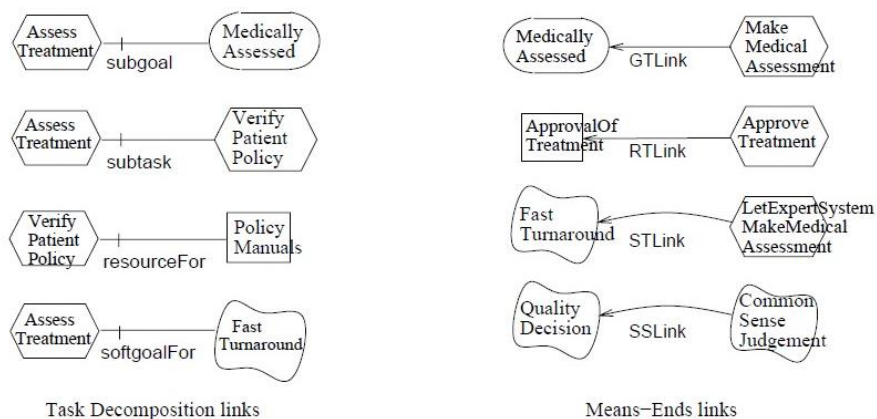 Assess
Treatment
subgoal
Medically
Assessed
Assess
Treatment
subtask
Verify
Patient
Policy
Verify
Patient
Policy
resourceFor
Policy
Manuals
Assess
Treatment
softgoalFor
Fast
Turnaround
Task Decomposition links
Medically
Assessed
GTLink
Make
Medical
Assessment
ApprovalOf
Treatment
RTLink
Approve
Treatment
Fast
Turnaround
STLink
LetExpertSystem
MakeMedical
Assessment
Quality
Decision
SSLink
Common
Sense
Judgement
Means-Ends links